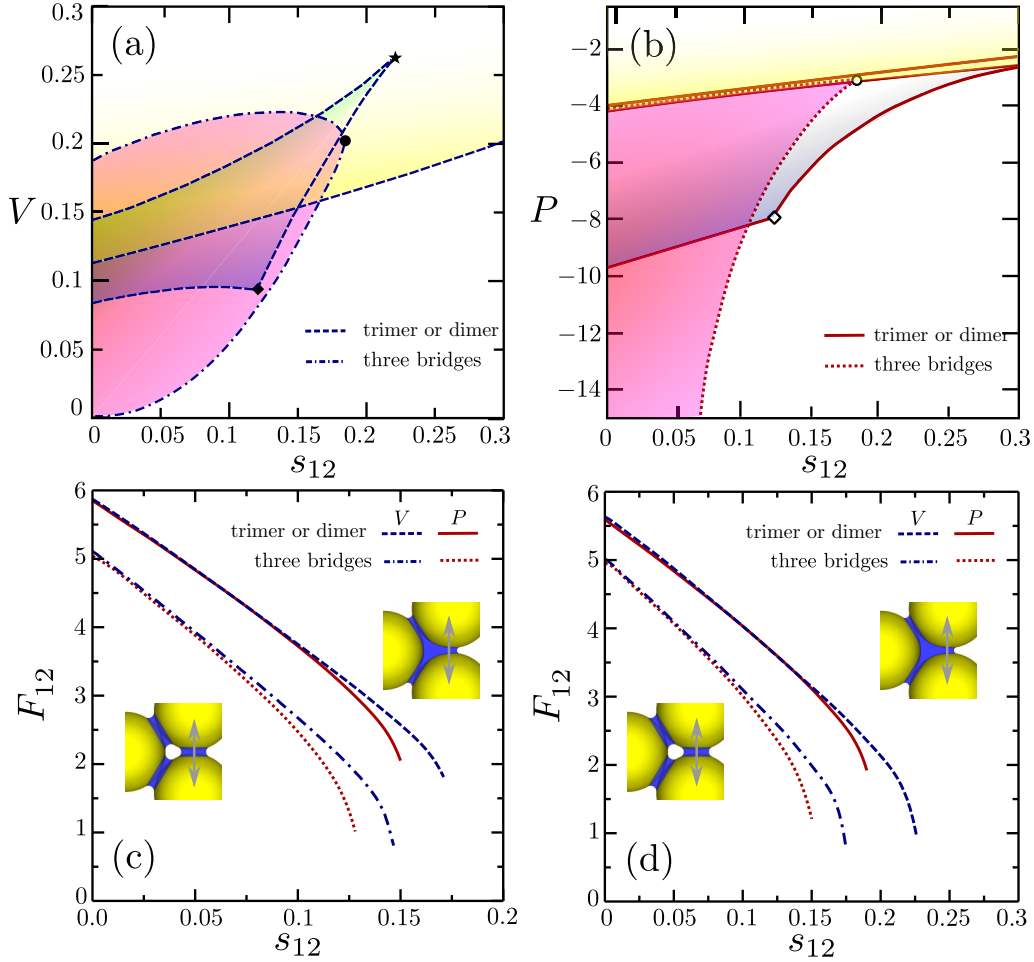 (a)
V
0.3
0.25
0.2
0.15
0.1
0.05
0
trimer or dimer
three bridges
0 0.05 0.1 0.15 0.2 0.25 0.3
s12
(b)
P
−2
−4
−6
−8
−10
−12
−14
trimer or dimer
three bridges
0 0.05 0.1 0.15 0.2 0.25 0.3
s12
F12
6
5
4
3
2
1
0
V P
trimer or dimer
three bridges
(c)
0.0 0.05 0.1 0.15 0.2
s12
F12
6
5
4
3
2
1
0
V P
trimer or dimer
three bridges
(d)
0.0 0.05 0.1 0.15 0.2 0.25 0.3
s12